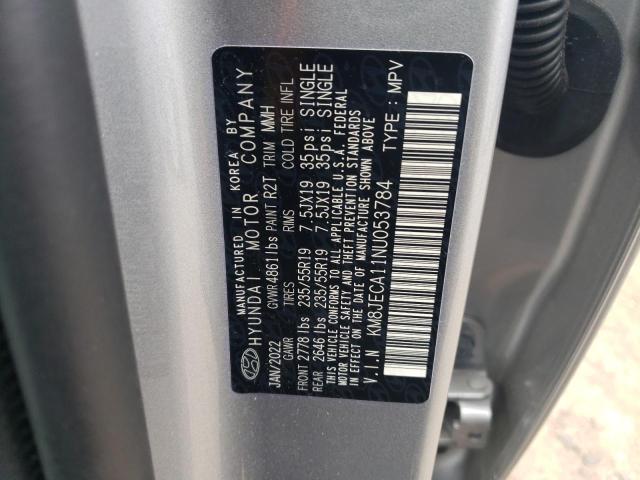 MANUFACTURED IN KOREA BY
HYUNDAI MOTOR COMPANY
JAN/2022 GVWR 4861 lbs PAINT R2T TRIM MMH
GAWR TIRES RIMS COLD TIRE INFL
FRONT 2778 lbs 235/55R19 7.5JX19 35psi SINGLE
REAR 2646 lbs 235/55R19 7.5JX19 35psi SINGLE
THIS VEHICLE CONFORMS TO ALL APPLICABLE U.S.A. FEDERAL
MOTOR VEHICLE SAFETY AND THEFT PREVENTION STANDARDS
IN EFFECT ON THE DATE OF MANUFACTURE SHOWN ABOVE
V.I.N KM8JECA11NU053784 TYPE : MPV